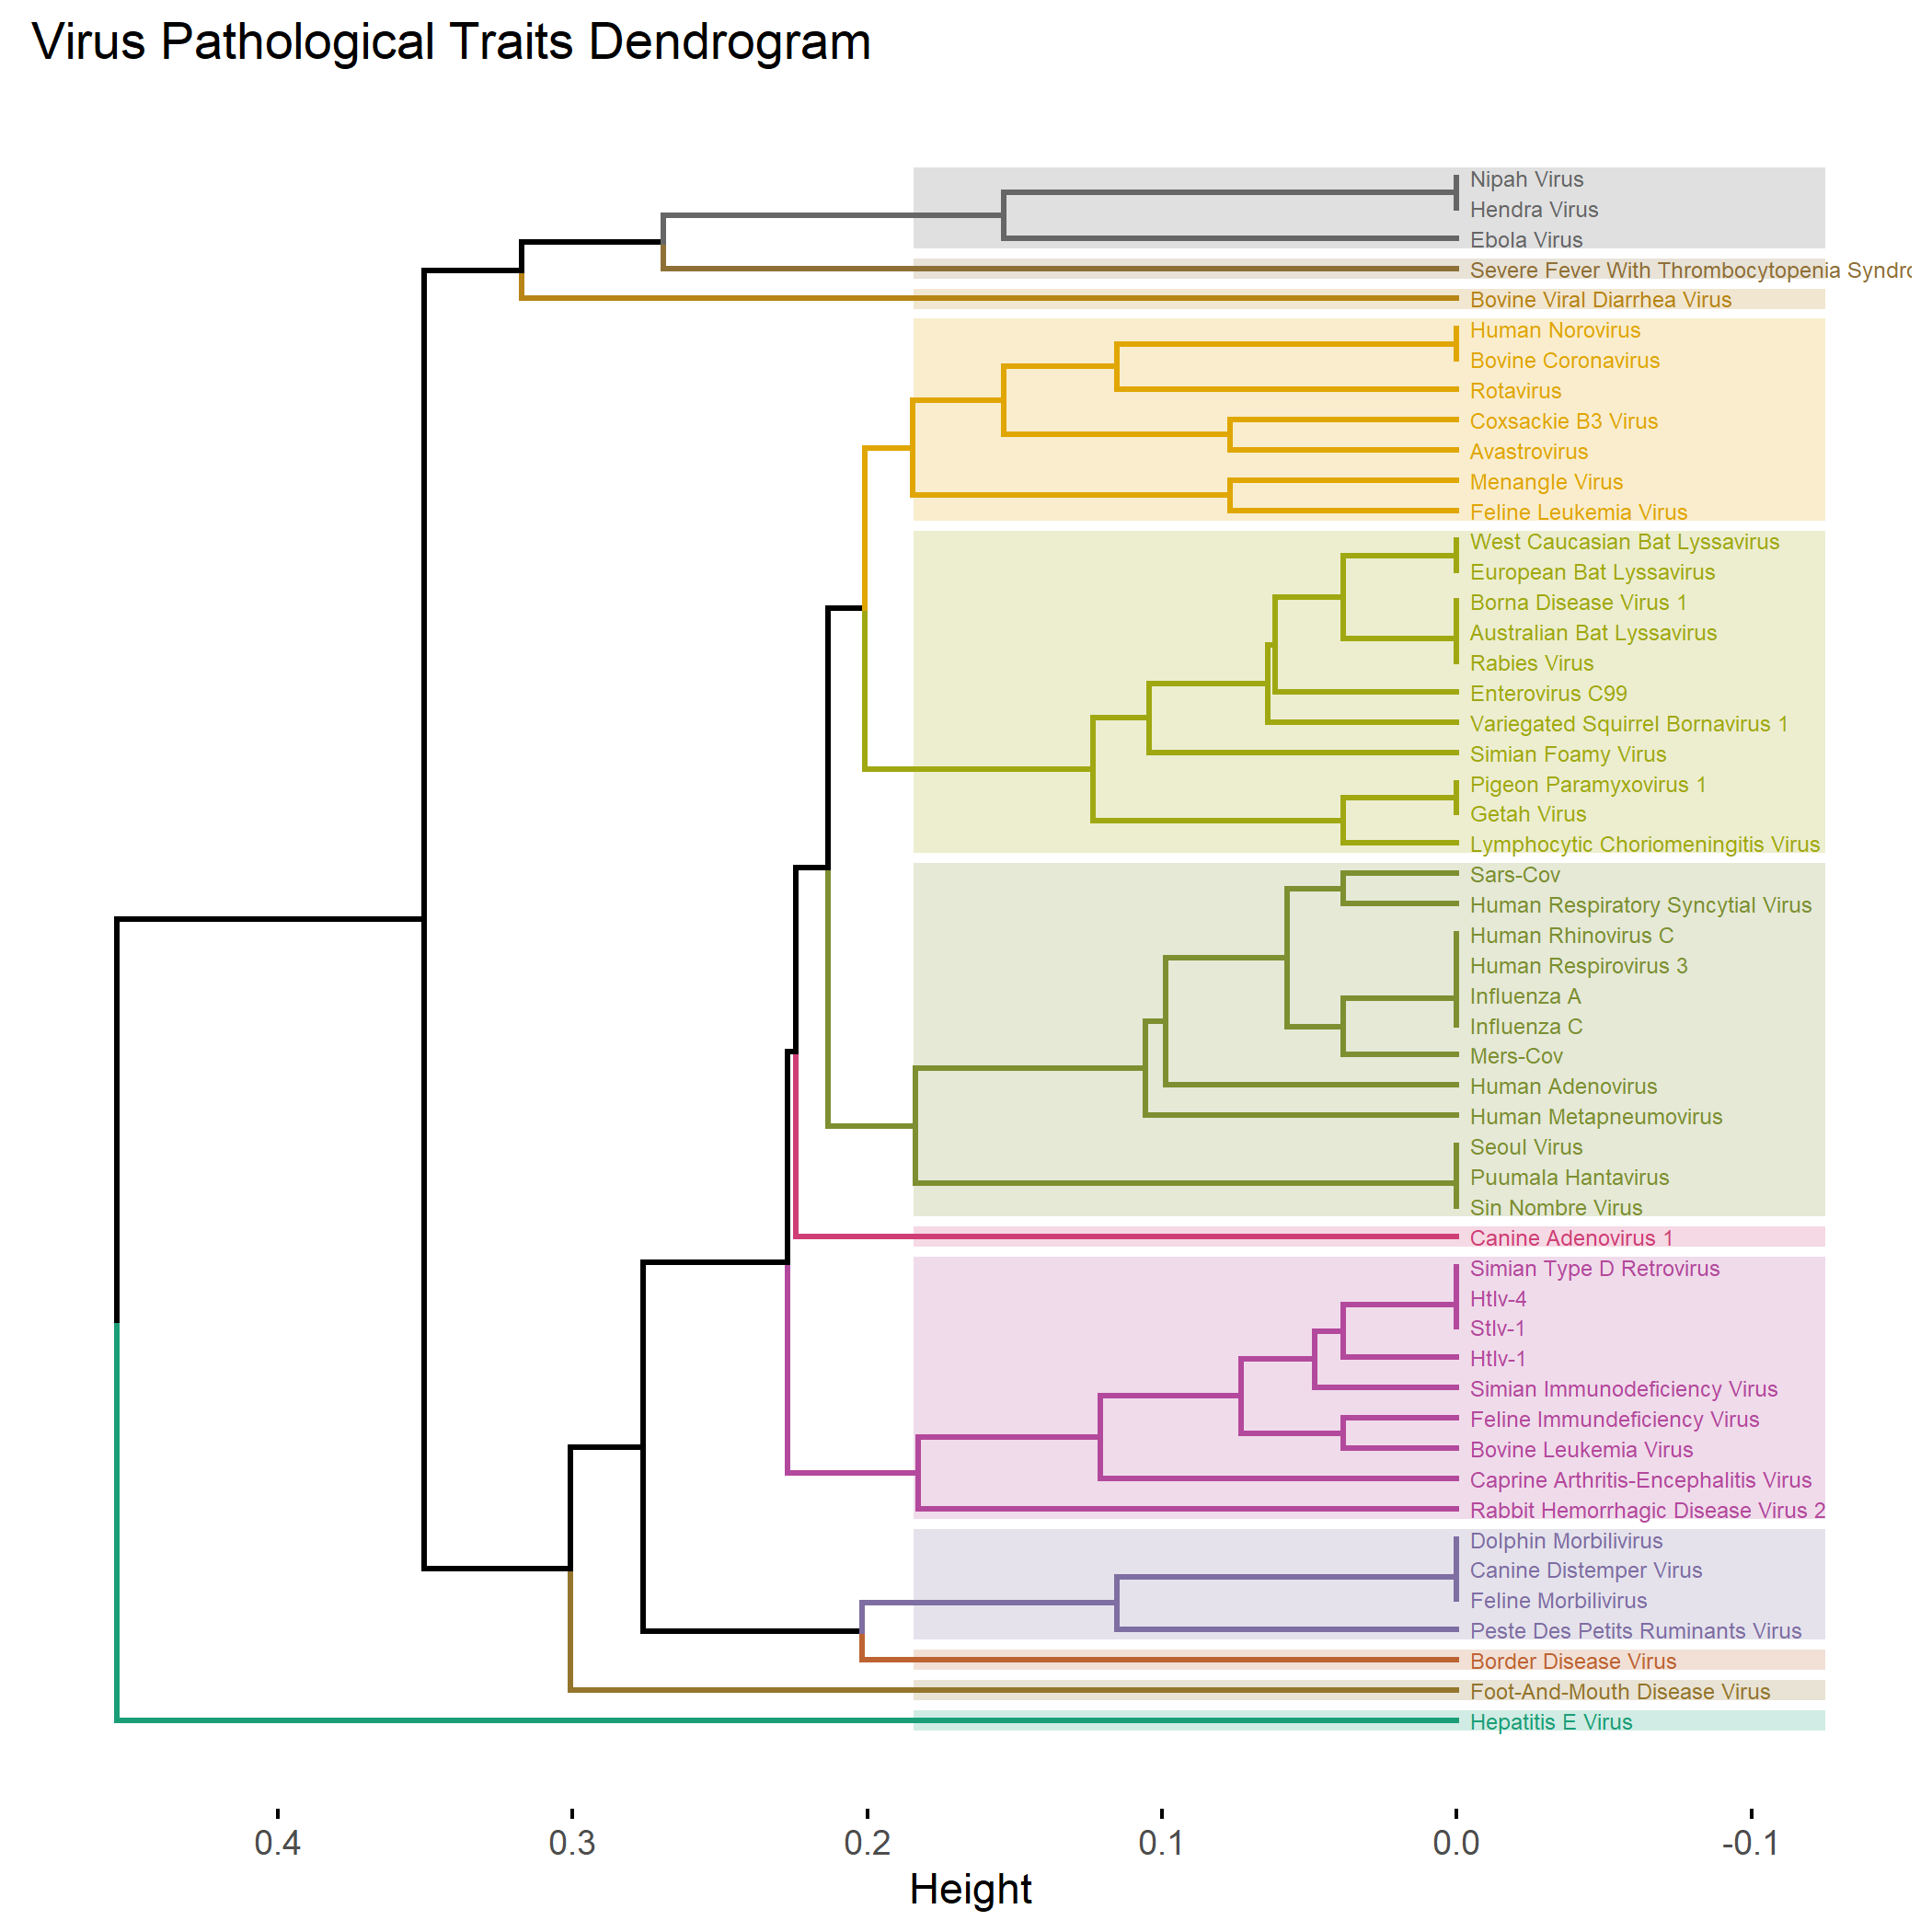 Virus Pathological Traits Dendrogram
Nipah Virus
Hendra Virus
Ebola Virus
Severe Fever With Thrombocytopenia
Bovine Viral Diarrhea Virus
Human Norovirus
Bovine Coronavirus
Rotavirus
Coxsackie B3 Virus
Avastrovirus
Menangle Virus
Feline Leukemia Virus
West Caucasian Bat Lyssavirus
European Bat Lyssavirus
Borna Disease Virus 1
Australian Bat Lyssavirus
Rabies Virus
Enterovirus C99
Variegated Squirrel Bornavirus 1
Simian Foamy Virus
Pigeon Paramyxovirus 1
Getah Virus
Lymphocytic Choriomeningitis Virus
Sars-Cov
Human Respiratory Syncytial Virus
Human Rhinovirus C
Human Respirovirus 3
Influenza A
Influenza C
Mers-Cov
Human Adenovirus
Human Metapneumovirus
Seoul Virus
Puumala Hantavirus
Sin Nombre Virus
Canine Adenovirus 1
Simian Type D Retrovirus
Htlv-4
Stlv-1
Htlv-1
Simian Immunodeficiency Virus
Feline Immundeficiency Virus
Bovine Leukemia Virus
Caprine Arthritis-Encephalitis Virus
Rabbit Hemorrhagic Disease Virus 2
Dolphin Morbilivirus
Canine Distemper Virus
Feline Morbilivirus
Peste Des Petits Ruminants Virus
Border Disease Virus
Foot-And-Mouth Disease Virus
Hepatitis E Virus
0.4 0.3 0.2 0.1 0.0 -0.1
Height